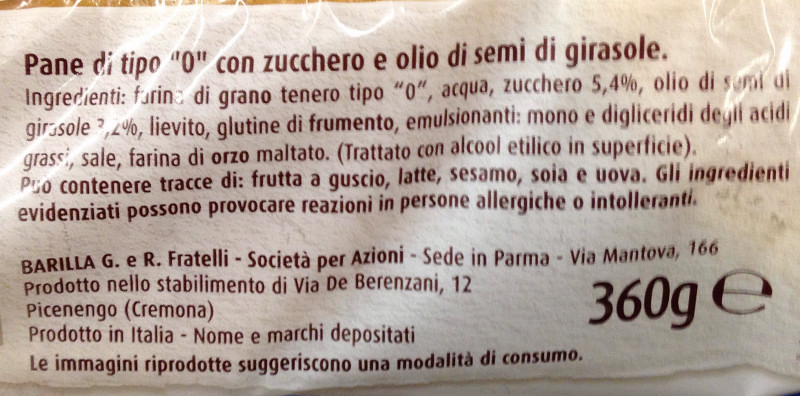 Pane di tipo "0" con zucchero e olio di semi di girasole.
Ingredienti: farina di grano tenero tipo "0", acqua, zucchero 5,4%, olio di semi di
girasole %, lievito, glutine di frumento, emulsionanti: mono e digliceridi degli acidi
grassi, sale, farina di orzo maltato. (Trattato con alcool etilico in superficie).
Può contenere tracce di: frutta a guscio, latte, sesamo, soia e uova. Gli ingredienti
evidenziati possono provocare reazioni in persone allergiche o intolleranti.
BARILLA G. e R. Fratelli - Società per Azioni - Sede in Parma - Via Mantova, 166
Prodotto nello stabilimento di Via De Berenzani, 12
Picenengo (Cremona)
360g e
Prodotto in Italia - Nome e marchi depositati
Le immagini riprodotte suggeriscono una modalità di consumo.